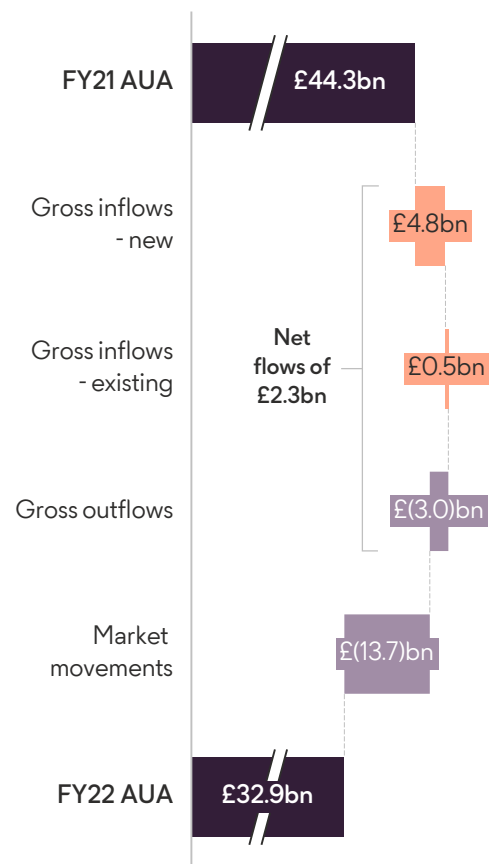 FY21 AUA
£44.3bn
Gross inflows
- new
£4.8bn
Gross inflows
- existing
£0.5bn
Net
flows of
£2.3bn
Gross outflows
£(3.0)bn
Market
movements
£(13.7)bn
FY22 AUA
£32.9bn